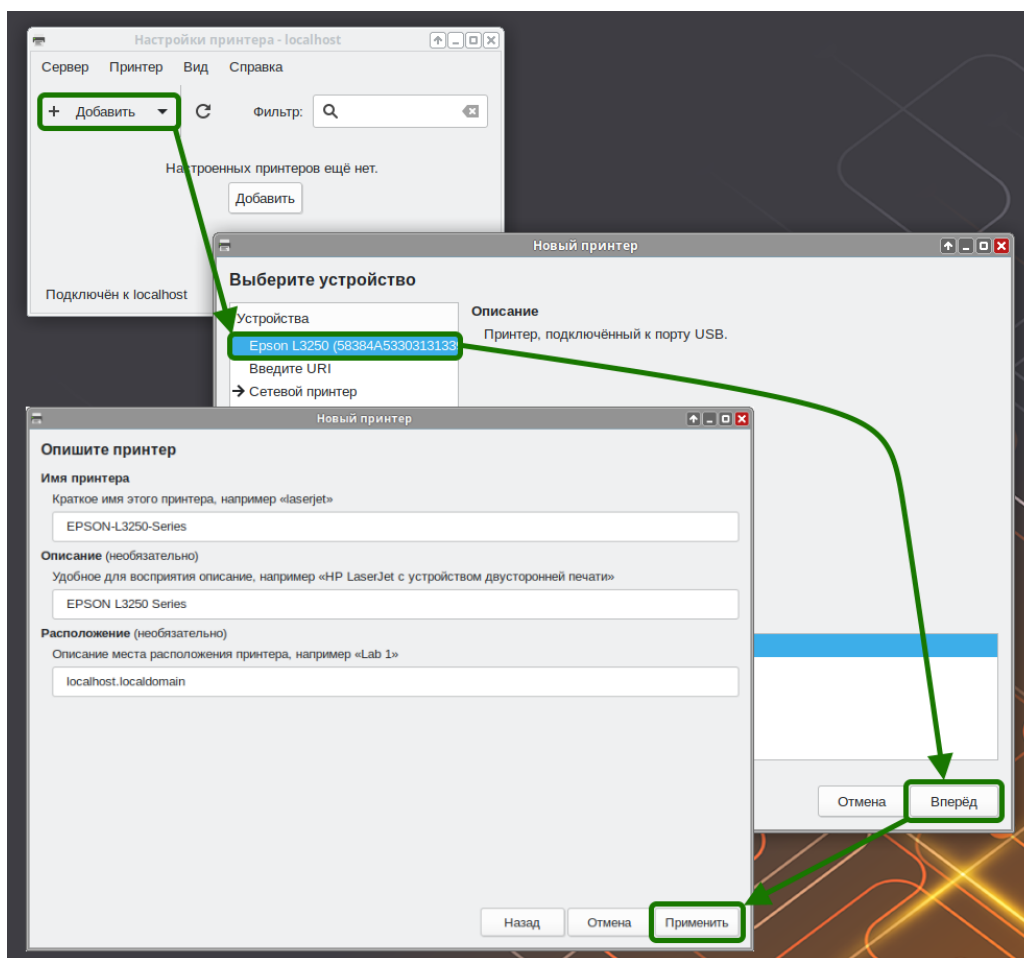 Настройки принтера - localhost
Сервер Принтер Вид Справка
+ Добавить Фильтр:
Настроенных принтеров ещё нет.
Добавить
Подключён к localhost
Новый принтер
Выберите устройство
Устройства
Epson L3250 (58384A533031313339
Введите URI
Сетевой принтер
Описание
Принтер, подключённый к порту USB.
Отмена Вперёд
Новый принтер
Опишите принтер
Имя принтера
Краткое имя этого принтера, например «laserjet»
EPSON-L3250-Series
Описание (необязательно)
Удобное для восприятия описание, например «HP LaserJet с устройством двусторонней печати»
EPSON L3250 Series
Расположение (необязательно)
Описание места расположения принтера, например «Lab 1»
localhost.localdomain
Назад Отмена Применить